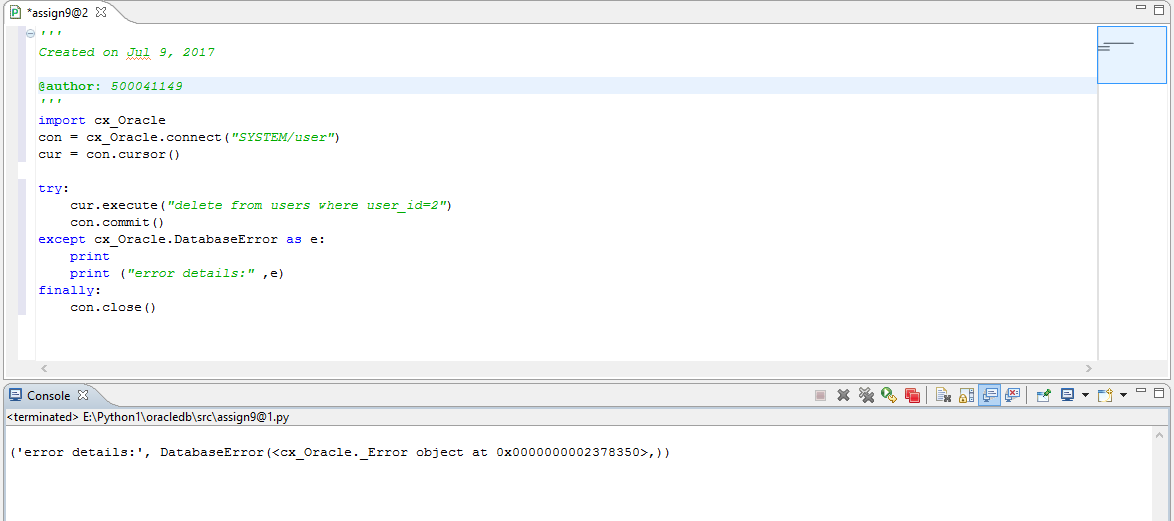 *assign9@2
'''
Created on Jul 9, 2017
@author: 500041149
'''
import cx_Oracle
con = cx_Oracle.connect("SYSTEM/user")
cur = con.cursor()
try:
    cur.execute("delete from users where user_id=2")
    con.commit()
except cx_Oracle.DatabaseError as e:
    print
    print ("error details:" ,e)
finally:
    con.close()
Console
<terminated> E:\Python1\oracledb\src\assign9@1.py
('error details:', DatabaseError(<cx_Oracle._Error object at 0x0000000002378350>,))